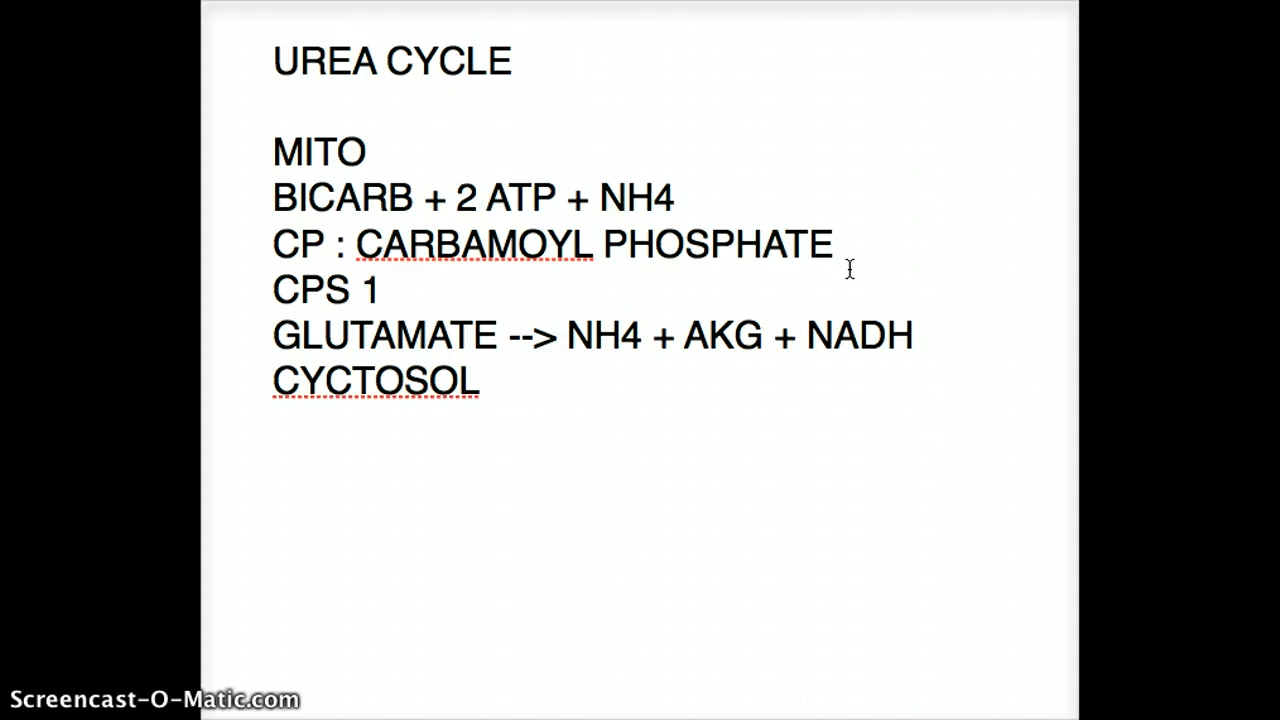 UREA CYCLE
MITO
BICARB + 2 ATP + NH4
CP : CARBAMOYL PHOSPHATE
CPS 1
GLUTAMATE --> NH4 + AKG + NADH
CYCTOSOL
Screencast-O-Matic.com